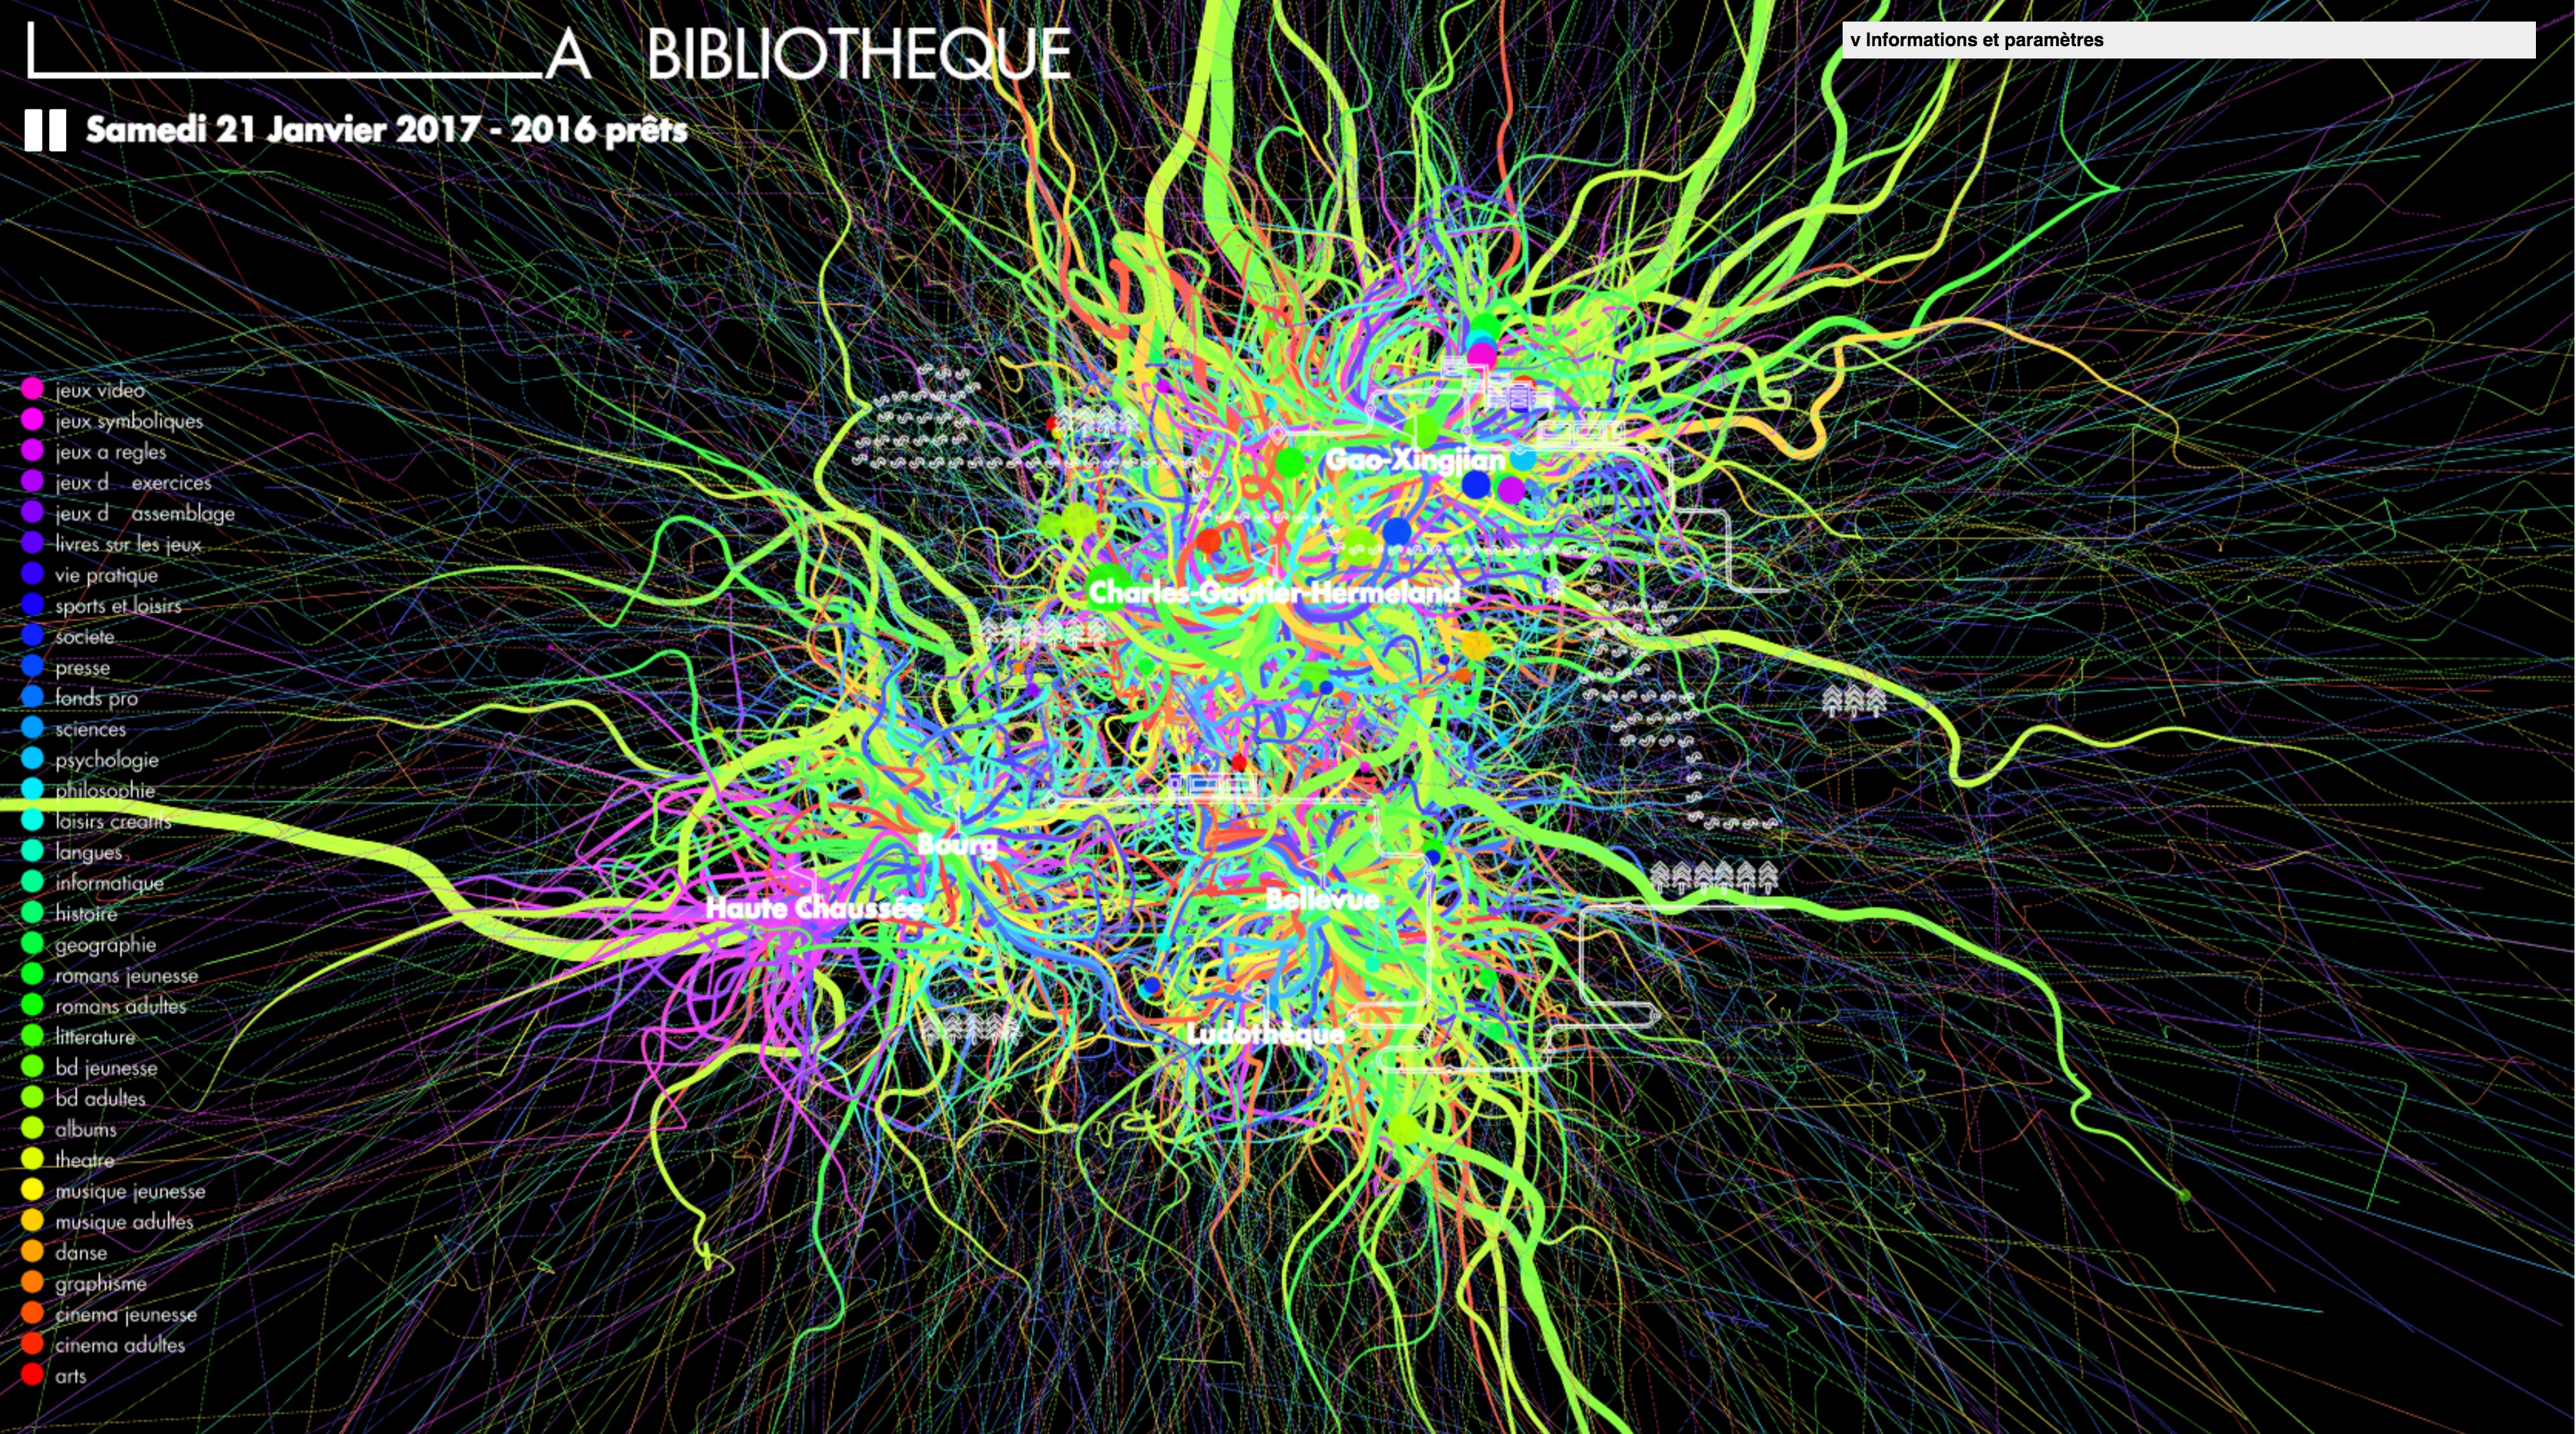 LA BIBLIOTHEQUE
v Informations et paramètres
Samedi 21 Janvier 2017 - 2016 prêts
jeux video
jeux symboliques
jeux a regles
jeux d    exercices
jeux d    assemblage
livres sur les jeux
vie pratique
sports et loisirs
societe
presse
fonds pro
sciences
psychologie
philosophie
loisirs creatifs
langues
informatique
histoire
geographie
romans jeunesse
romans adultes
litterature
bd jeunesse
bd adultes
albums
theatre
musique jeunesse
musique adultes
danse
graphisme
cinema jeunesse
cinema adultes
arts
Gao-Xingjian
Charles-Gautier-Hermeland
Bourg
Haute Chaussée
Bellevue
Ludothèque